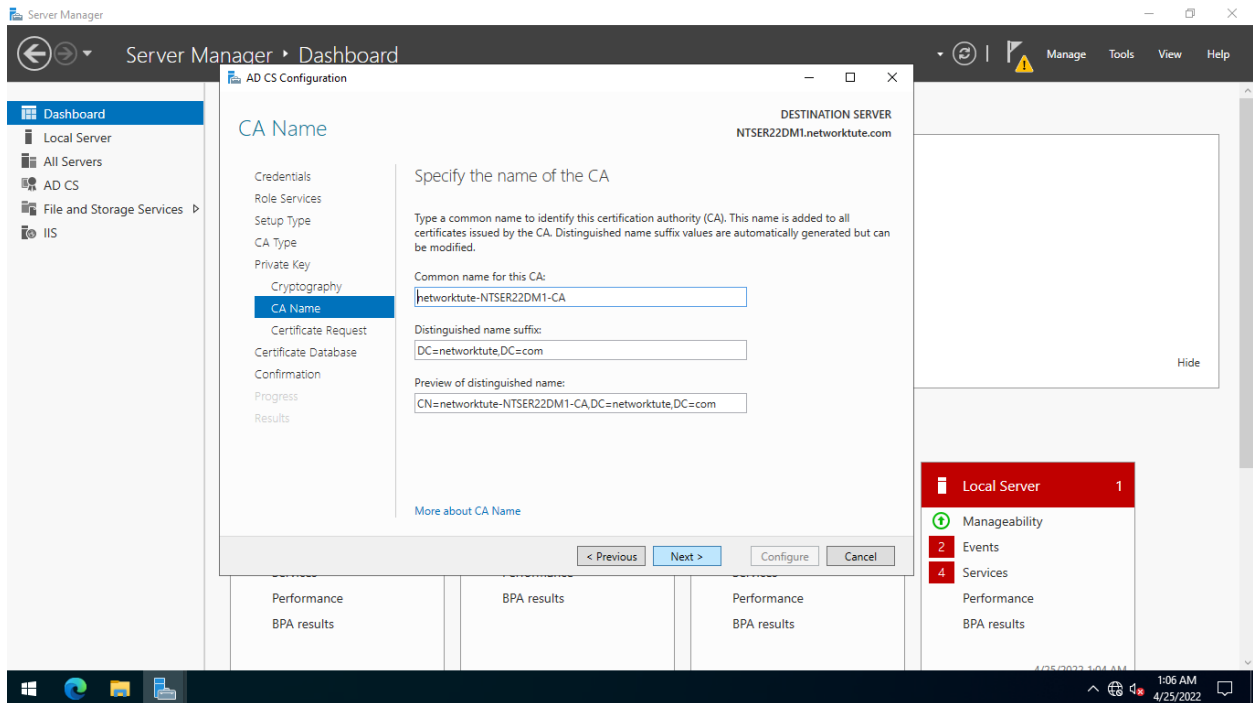 Server Manager
Server Manager • Dashboard
Manage Tools View Help
Dashboard
Local Server
All Servers
AD CS
File and Storage Services
IIS
AD CS Configuration
CA Name
DESTINATION SERVER
NTSER22DM1.networktute.com
Credentials
Role Services
Setup Type
CA Type
Private Key
Cryptography
CA Name
Certificate Request
Certificate Database
Confirmation
Progress
Results
Specify the name of the CA
Type a common name to identify this certification authority (CA). This name is added to all
certificates issued by the CA. Distinguished name suffix values are automatically generated but can
be modified.
Common name for this CA:
networktute-NTSER22DM1-CA
Distinguished name suffix:
DC=networktute,DC=com
Preview of distinguished name:
CN=networktute-NTSER22DM1-CA,DC=networktute,DC=com
More about CA Name
< Previous Next > Configure Cancel
Hide
Performance
BPA results
BPA results
Performance
BPA results
Local Server 1
Manageability
2 Events
4 Services
Performance
BPA results
4/25/2022 1:04 AM
1:06 AM
4/25/2022